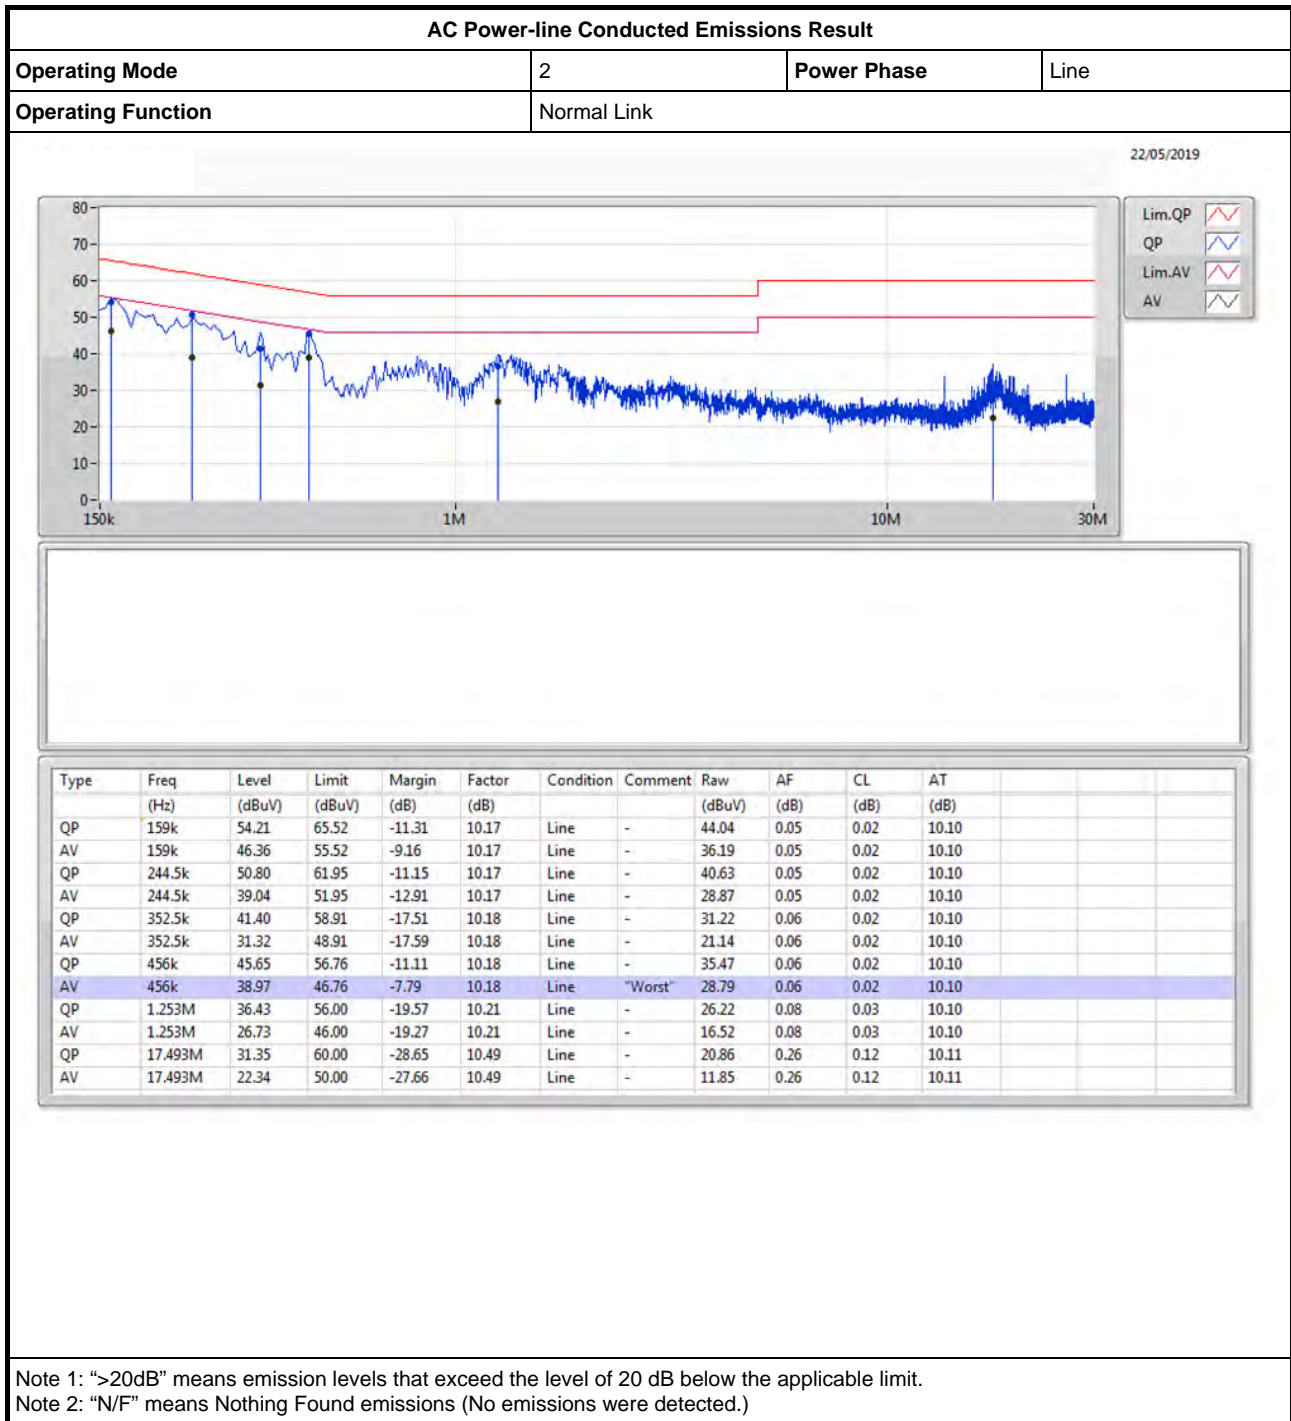 AC Power-line Conducted Emissions Result
Operating Mode 2 Power Phase Line
Operating Function Normal Link
22/05/2019
80
70
60
50
40
30
20
10
0
150k 1M 10M 30M
Lim.QP
QP
Lim.AV
AV
Type Freq Level Limit Margin Factor Condition Comment Raw AF CL AT
(Hz) (dBuV) (dBuV) (dB) (dB) (dBuV) (dB) (dB) (dB)
QP 159k 54.21 65.52 -11.31 10.17 Line - 44.04 0.05 0.02 10.10
AV 159k 46.36 55.52 -9.16 10.17 Line - 36.19 0.05 0.02 10.10
QP 244.5k 50.80 61.95 -11.15 10.17 Line - 40.63 0.05 0.02 10.10
AV 244.5k 39.04 51.95 -12.91 10.17 Line - 28.87 0.05 0.02 10.10
QP 352.5k 41.40 58.91 -17.51 10.18 Line - 31.22 0.06 0.02 10.10
AV 352.5k 31.32 48.91 -17.59 10.18 Line - 21.14 0.06 0.02 10.10
QP 456k 45.65 56.76 -11.11 10.18 Line - 35.47 0.06 0.02 10.10
AV 456k 38.97 46.76 -7.79 10.18 Line "Worst" 28.79 0.06 0.02 10.10
QP 1.253M 36.43 56.00 -19.57 10.21 Line - 26.22 0.08 0.03 10.10
AV 1.253M 26.73 46.00 -19.27 10.21 Line - 16.52 0.08 0.03 10.10
QP 17.493M 31.35 60.00 -28.65 10.49 Line - 20.86 0.26 0.12 10.11
AV 17.493M 22.34 50.00 -27.66 10.49 Line - 11.85 0.26 0.12 10.11
Note 1: “>20dB” means emission levels that exceed the level of 20 dB below the applicable limit.
Note 2: “N/F” means Nothing Found emissions (No emissions were detected.)